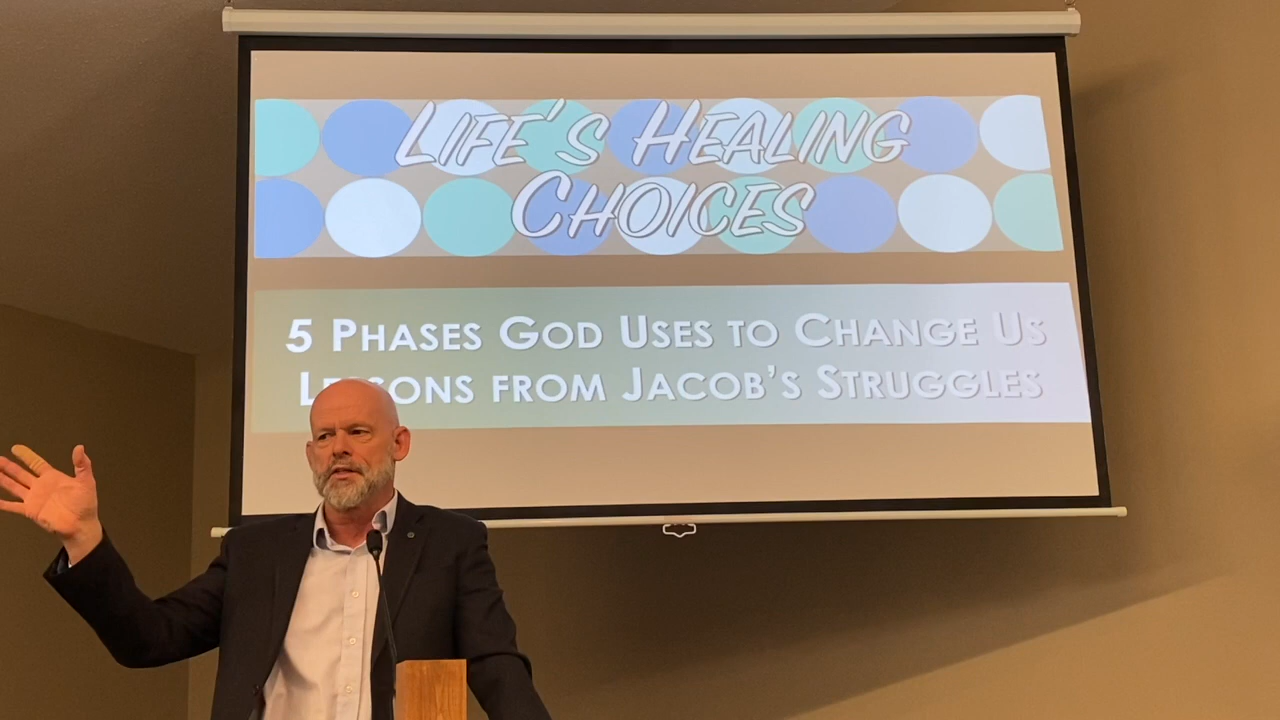 LIFE'S HEALING
CHOICES
5 PHASES GOD USES TO CHANGE US
LESSONS FROM JACOB'S STRUGGLES